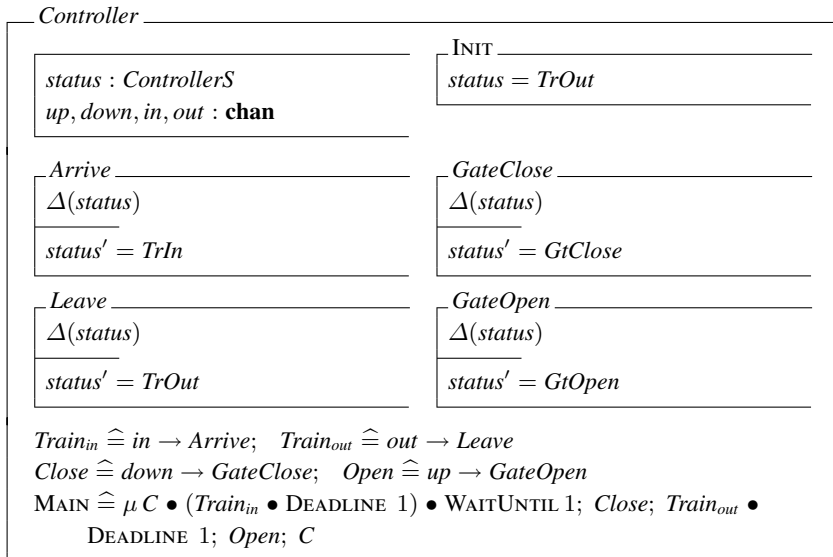 Controller
status : ControllerS
up, down, in, out : chan
INIT
status = TrOut
Arrive
Δ(status)
status′ = TrIn
GateClose
Δ(status)
status′ = GtClose
Leave
Δ(status)
status′ = TrOut
GateOpen
Δ(status)
status′ = GtOpen
Train_in ≙ in → Arrive; Train_out ≙ out → Leave
Close ≙ down → GateClose; Open ≙ up → GateOpen
MAIN ≙ μ C • (Train_in • DEADLINE 1) • WAITUNTIL 1; Close; Train_out •
DEADLINE 1; Open; C